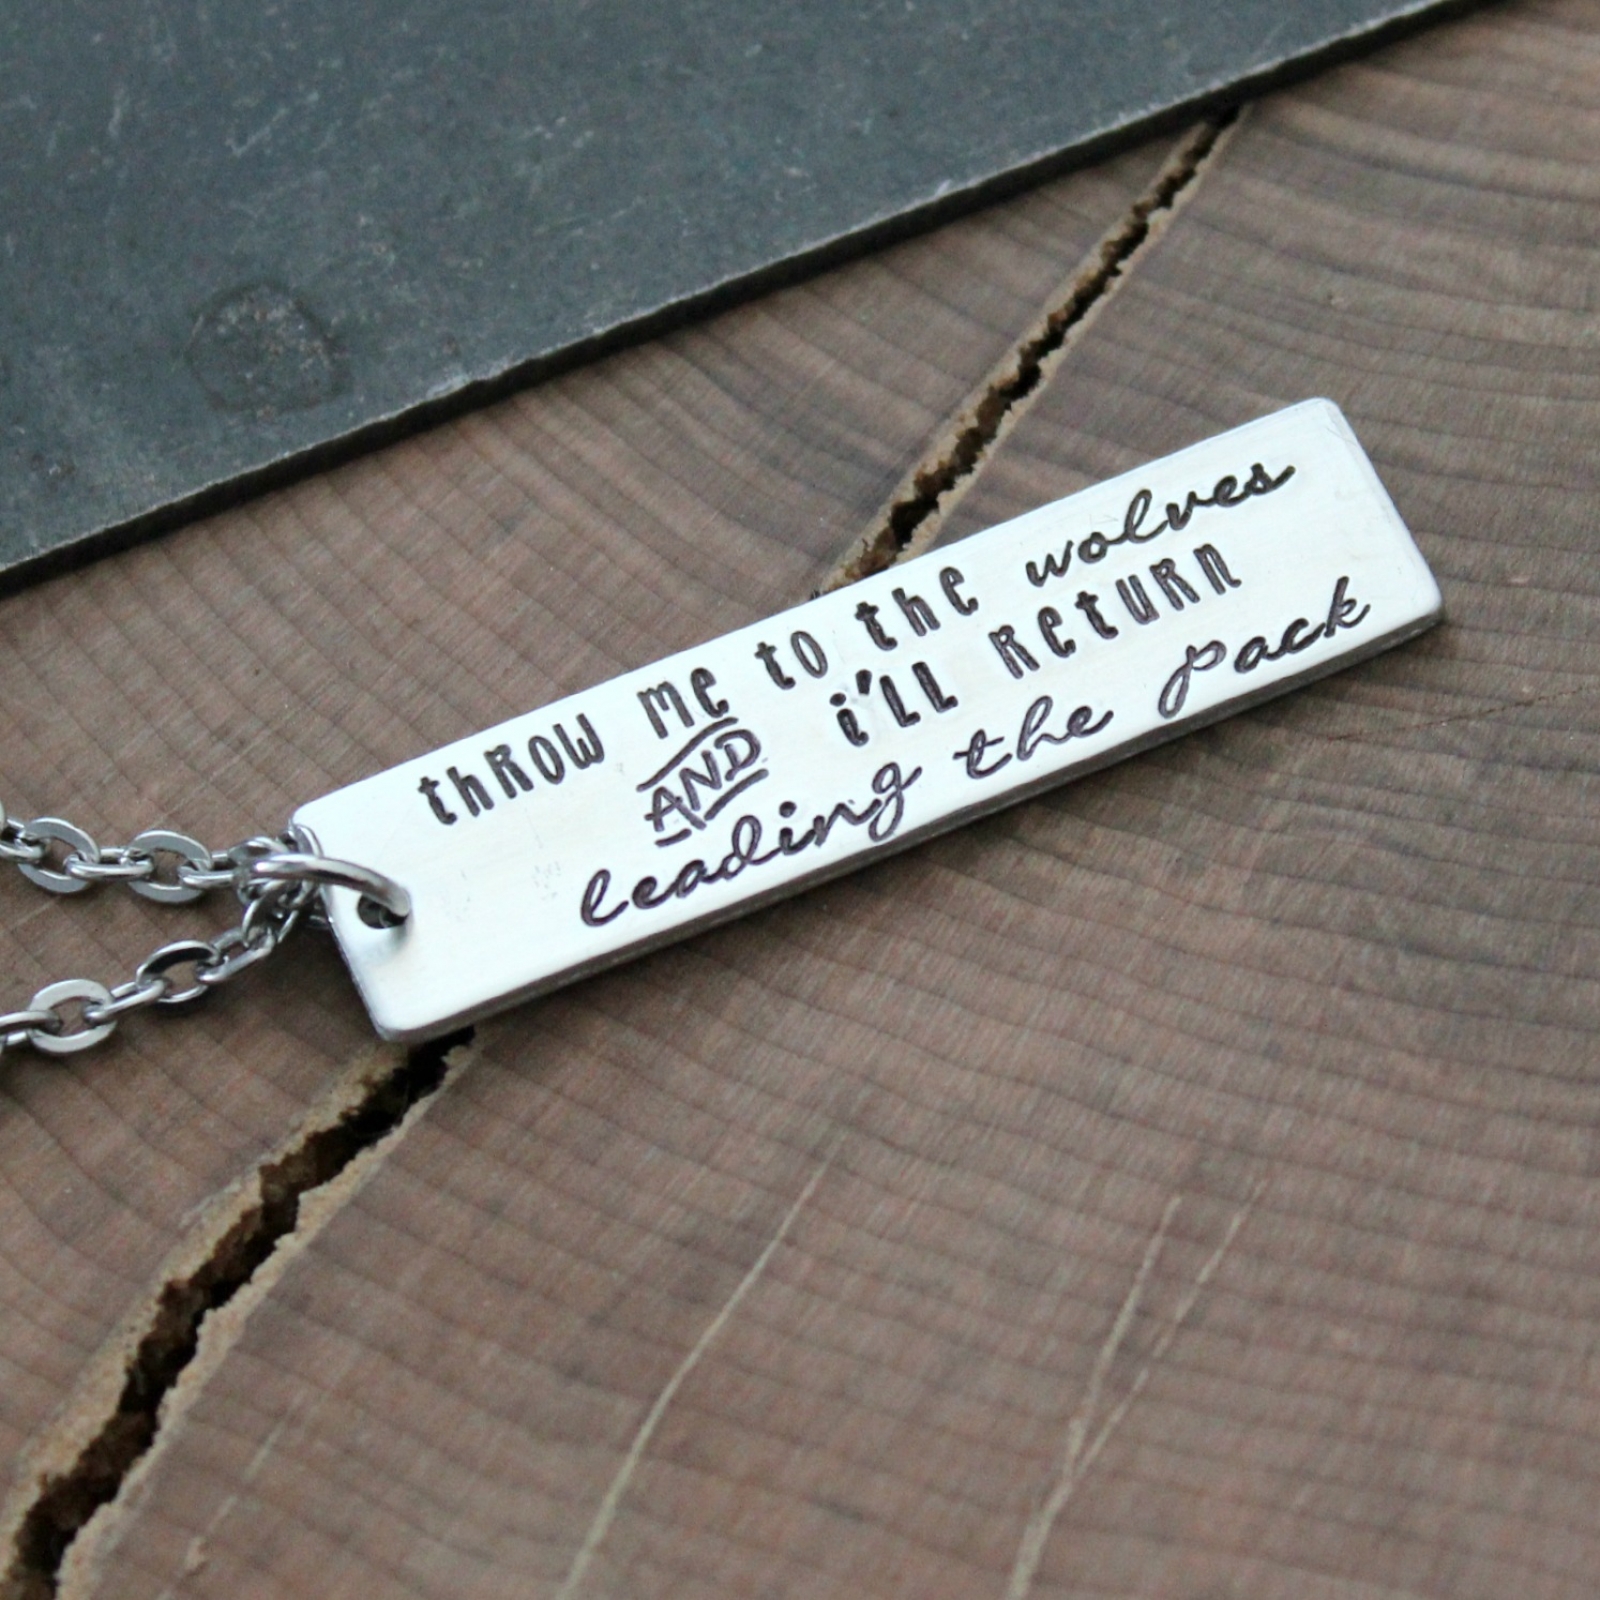 thROW me to the wolves
AND i'LL RetURN
leading the pack